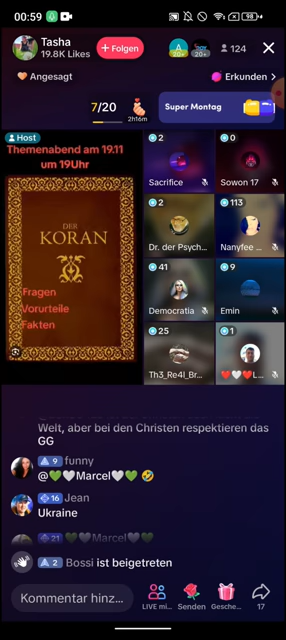 00:59
98
Tasha
19.8K Likes
+ Folgen
20+
20+
124
Angesagt
Erkunden >
7/20
2h16m
Super Montag
Host
Themenabend am 19.11
um 19Uhr
DER
KORAN
Fragen
Vorurteile
Fakten
2
Sacrifice
0
Sowon 17
2
Dr. der Psych...
113
Nanyfee ...
41
Democratia
9
Emin
25
Th3_Re4l_Br...
1
❤️🤍❤️L...
Welt, aber bei den Christen respektieren das
GG
9 funny
@💚🤍Marcel🤍💚 🤣
16 Jean
Ukraine
21 💚🤍Marcel🤍💚
2 Bossi ist beigetreten
Kommentar hinz...
LIVE mi...
Senden
Gesche...
17